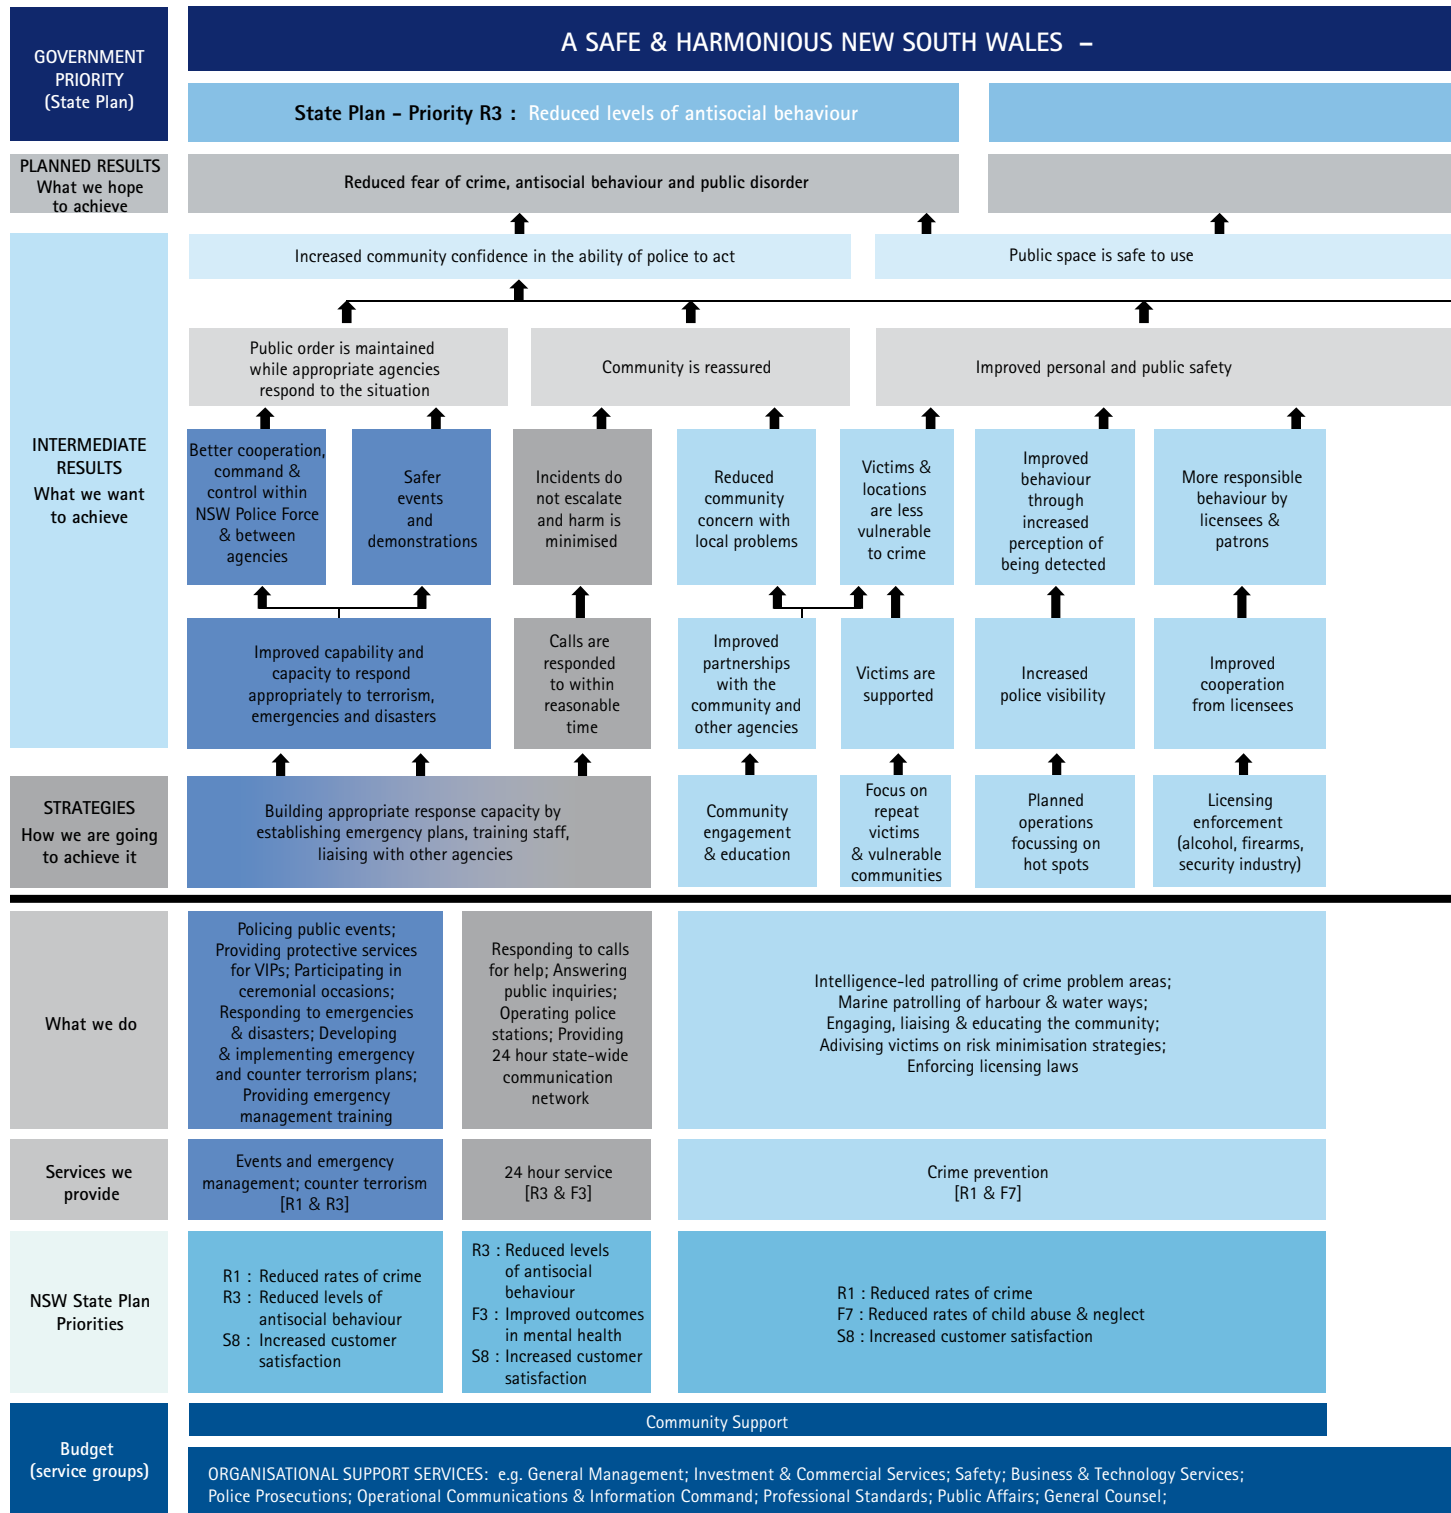 GOVERNMENT
PRIORITY
(State Plan)
A SAFE & HARMONIOUS NEW SOUTH WALES –
State Plan - Priority R3 : Reduced levels of antisocial behaviour
PLANNED RESULTS
What we hope
to achieve
Reduced fear of crime, antisocial behaviour and public disorder
INTERMEDIATE
RESULTS
What we want
to achieve
Increased community confidence in the ability of police to act
Public space is safe to use
Public order is maintained
while appropriate agencies
respond to the situation
Community is reassured
Improved personal and public safety
Better cooperation,
command &
control within
NSW Police Force
& between
agencies
Safer
events
and
demonstrations
Incidents do
not escalate
and harm is
minimised
Reduced
community
concern with
local problems
Victims &
locations
are less
vulnerable
to crime
Improved
behaviour
through
increased
perception of
being detected
More responsible
behaviour by
licensees &
patrons
Improved capability and
capacity to respond
appropriately to terrorism,
emergencies and disasters
Calls are
responded
to within
reasonable
time
Improved
partnerships
with the
community and
other agencies
Victims are
supported
Increased
police visibility
Improved
cooperation
from licensees
STRATEGIES
How we are going
to achieve it
Building appropriate response capacity by
establishing emergency plans, training staff,
liaising with other agencies
Community
engagement
& education
Focus on
repeat
victims
& vulnerable
communities
Planned
operations
focussing on
hot spots
Licensing
enforcement
(alcohol, firearms,
security industry)
What we do
Policing public events;
Providing protective services
for VIPs; Participating in
ceremonial occasions;
Responding to emergencies
& disasters; Developing
& implementing emergency
and counter terrorism plans;
Providing emergency
management training
Responding to calls
for help; Answering
public inquiries;
Operating police
stations; Providing
24 hour state-wide
communication
network
Intelligence-led patrolling of crime problem areas;
Marine patrolling of harbour & water ways;
Engaging, liaising & educating the community;
Adivising victims on risk minimisation strategies;
Enforcing licensing laws
Services we
provide
Events and emergency
management; counter terrorism
[R1 & R3]
24 hour service
[R3 & F3]
Crime prevention
[R1 & F7]
NSW State Plan
Priorities
R1 : Reduced rates of crime
R3 : Reduced levels of
antisocial behaviour
S8 : Increased customer
satisfaction
R3 : Reduced levels
of antisocial
behaviour
F3 : Improved outcomes
in mental health
S8 : Increased customer
satisfaction
R1 : Reduced rates of crime
F7 : Reduced rates of child abuse & neglect
S8 : Increased customer satisfaction
Budget
(service groups)
Community Support
ORGANISATIONAL SUPPORT SERVICES: e.g. General Management; Investment & Commercial Services; Safety; Business & Technology Services;
Police Prosecutions; Operational Communications & Information Command; Professional Standards; Public Affairs; General Counsel;